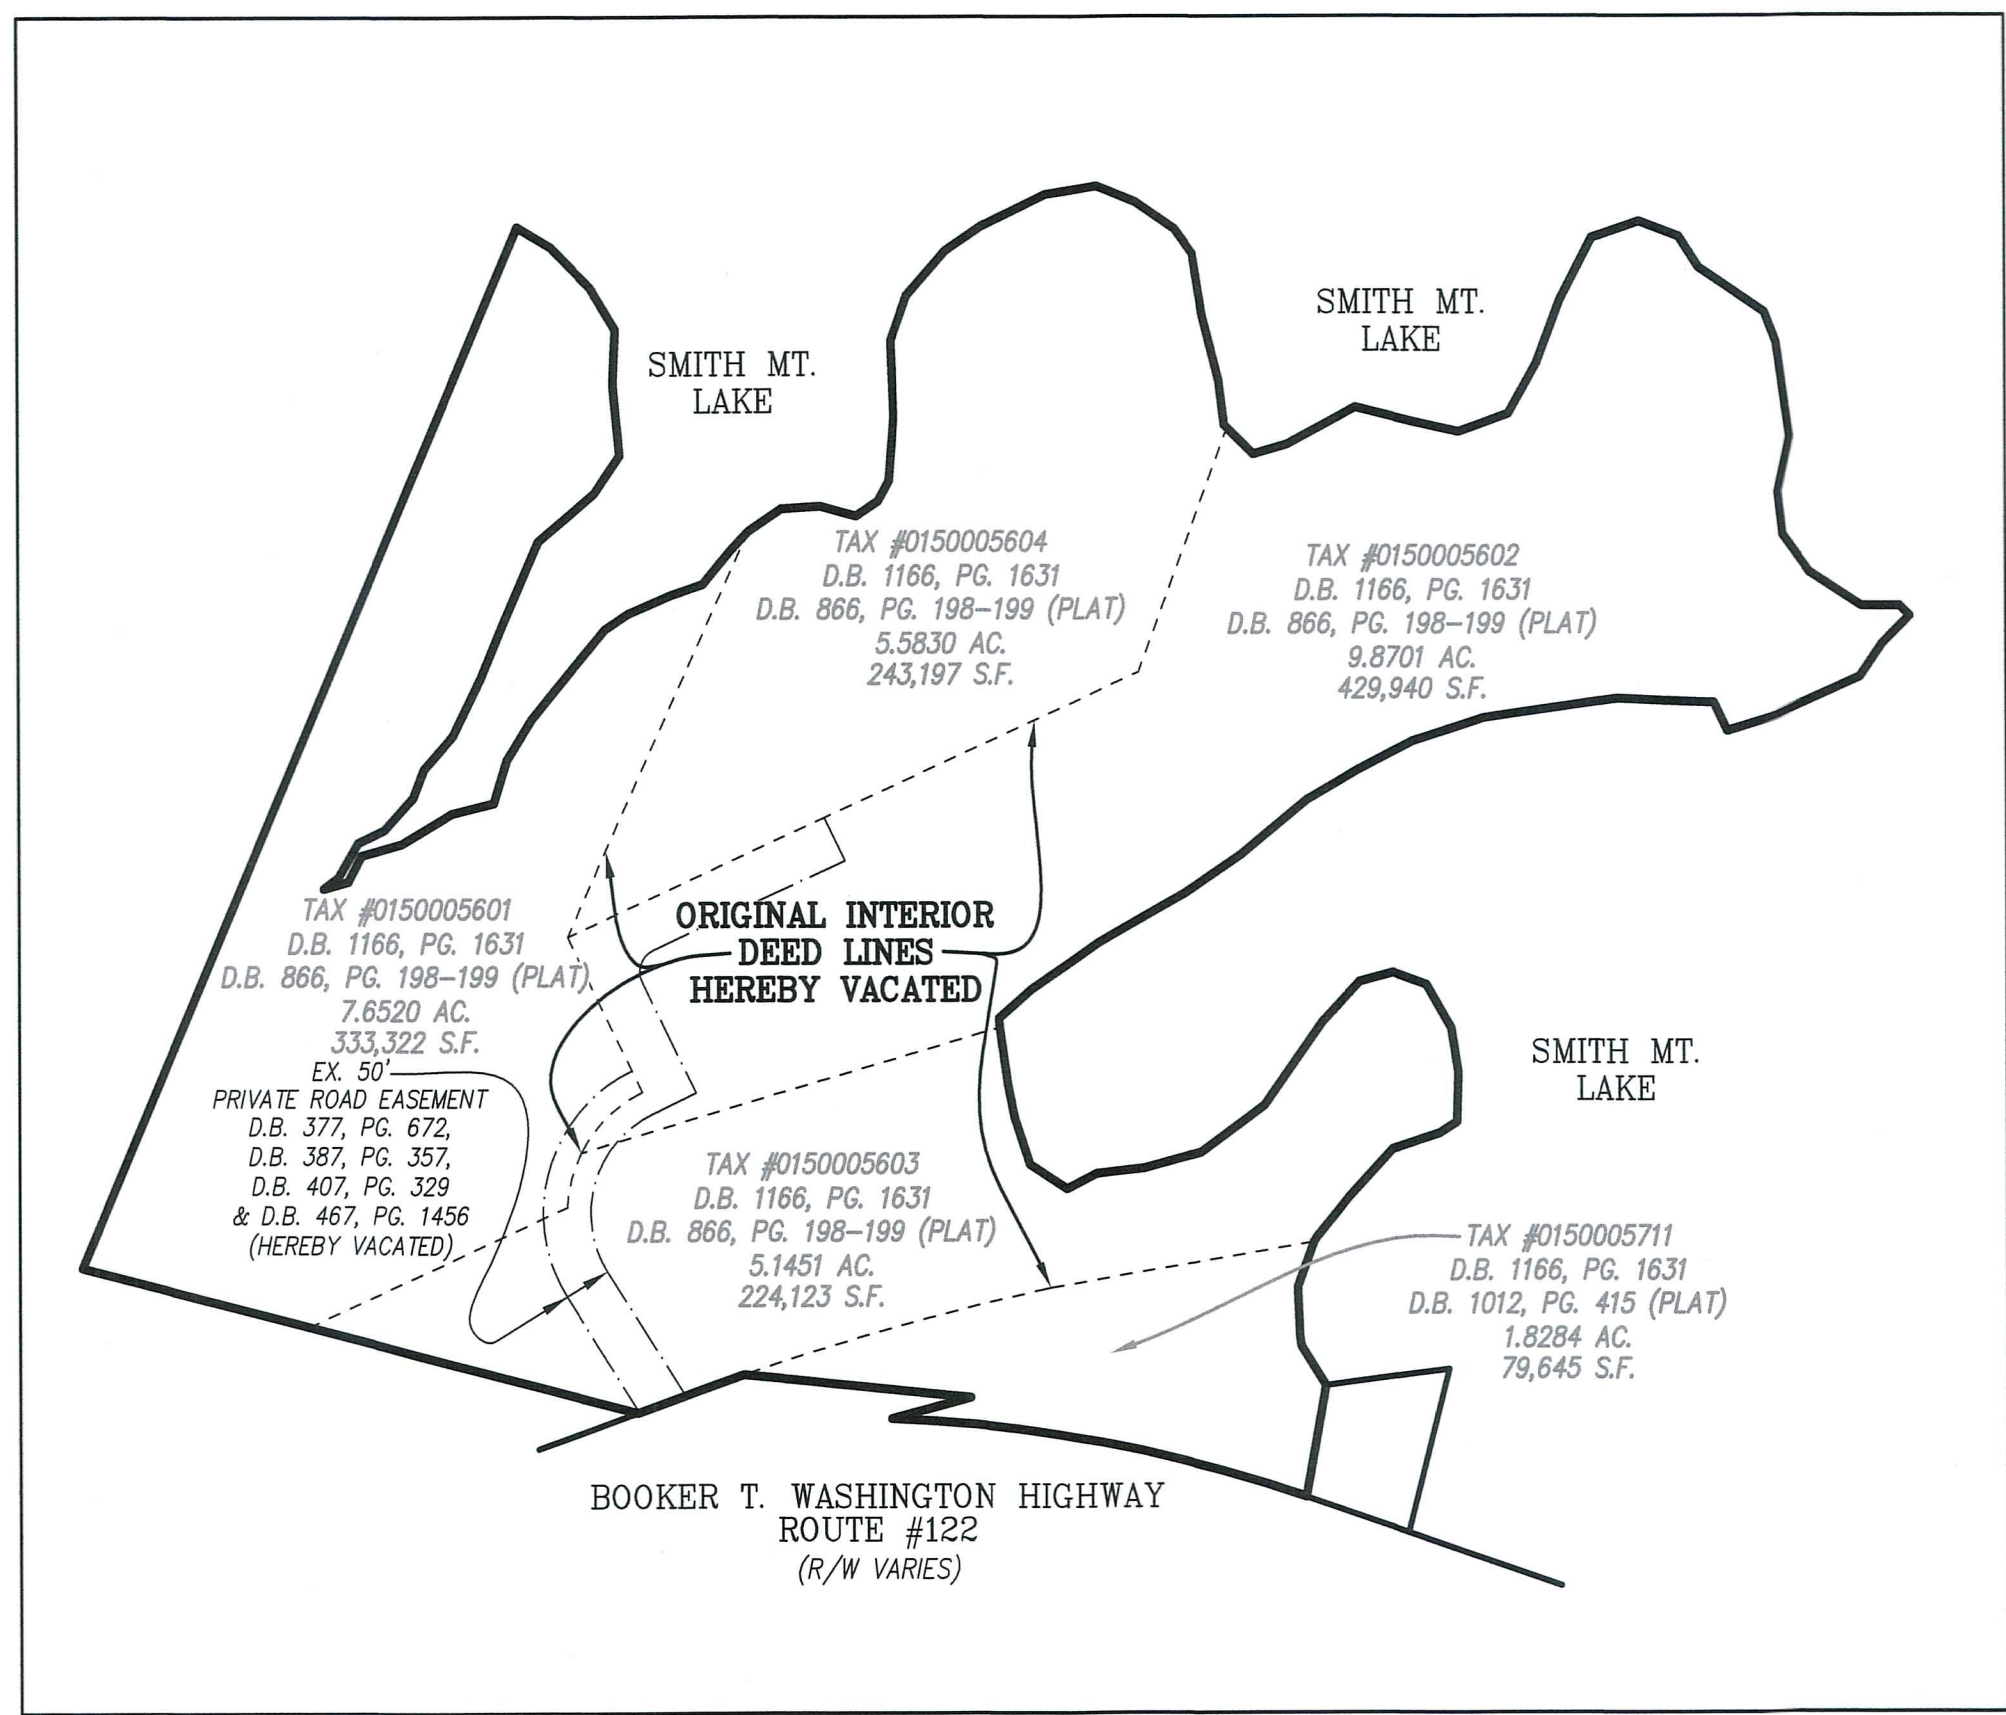 SMITH MT.
LAKE
SMITH MT.
LAKE
TAX #0150005604
D.B. 1166, PG. 1631
D.B. 866, PG. 198-199 (PLAT)
5.5830 AC.
243,197 S.F.
TAX #0150005602
D.B. 1166, PG. 1631
D.B. 866, PG. 198-199 (PLAT)
9.8701 AC.
429,940 S.F.
TAX #0150005601
D.B. 1166, PG. 1631
D.B. 866, PG. 198-199 (PLAT)
7.6520 AC.
333,322 S.F.
ORIGINAL INTERIOR
DEED LINES
HEREBY VACATED
EX. 50'
PRIVATE ROAD EASEMENT
D.B. 377, PG. 672,
D.B. 387, PG. 357,
D.B. 407, PG. 329
& D.B. 467, PG. 1456
(HEREBY VACATED)
SMITH MT.
LAKE
TAX #0150005603
D.B. 1166, PG. 1631
D.B. 866, PG. 198-199 (PLAT)
5.1451 AC.
224,123 S.F.
TAX #0150005711
D.B. 1166, PG. 1631
D.B. 1012, PG. 415 (PLAT)
1.8284 AC.
79,645 S.F.
BOOKER T. WASHINGTON HIGHWAY
ROUTE #122
(R/W VARIES)